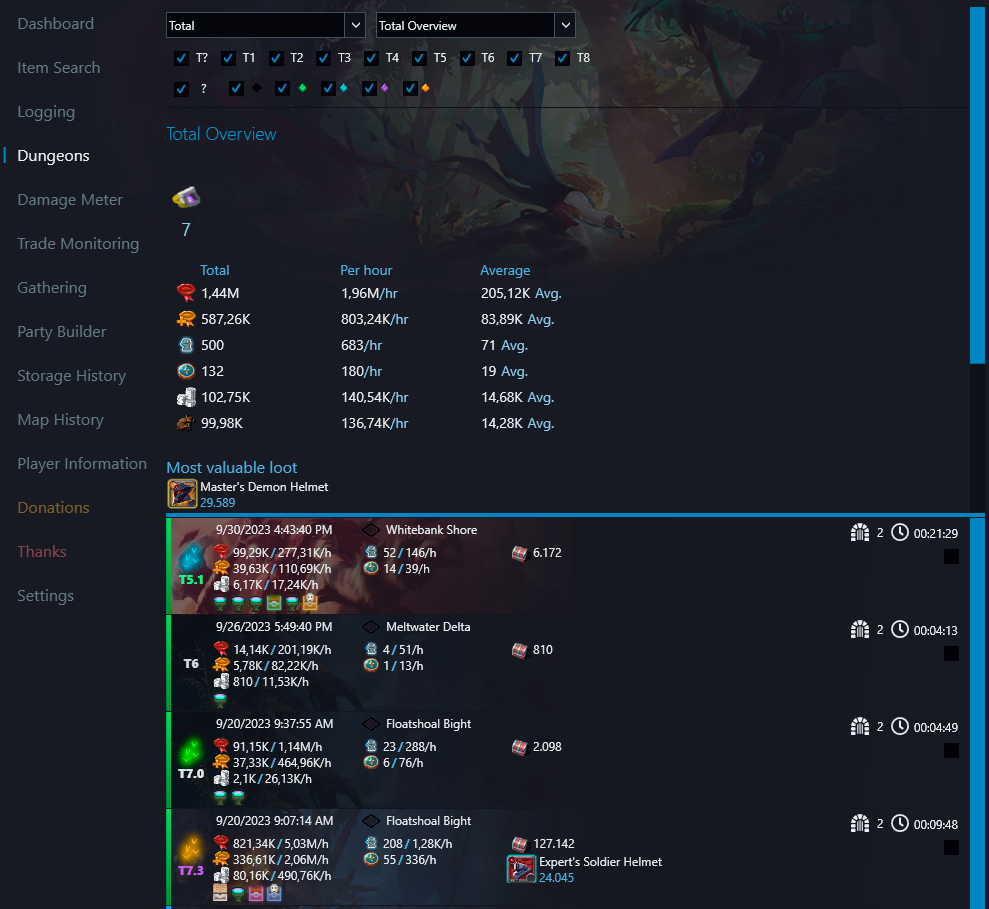 Dashboard
Item Search
Logging
Dungeons
Damage Meter
Trade Monitoring
Gathering
Party Builder
Storage History
Map History
Player Information
Donations
Thanks
Settings
Total
Total Overview
T? T1 T2 T3 T4 T5 T6 T7 T8
?
Total Overview
7
Total Per hour Average
1,44M 1,96M/hr 205,12K Avg.
587,26K 803,24K/hr 83,89K Avg.
500 683/hr 71 Avg.
132 180/hr 19 Avg.
102,75K 140,54K/hr 14,68K Avg.
99,98K 136,74K/hr 14,28K Avg.
Most valuable loot
Master's Demon Helmet
29.589
9/30/2023 4:43:40 PM Whitebank Shore 2 00:21:29
T5.1
99,29K/277,31K/h 52/146/h 6.172
39,63K/110,69K/h 14/39/h
6,17K/17,24K/h
9/26/2023 5:49:40 PM Meltwater Delta 2 00:04:13
T6
14,14K/201,19K/h 4/51/h 810
5,78K/82,22K/h 1/13/h
810/11,53K/h
9/20/2023 9:37:55 AM Floatshoal Bight 2 00:04:49
T7.0
91,15K/1,14M/h 23/288/h 2.098
37,33K/464,96K/h 6/76/h
2,1K/26,13K/h
9/20/2023 9:07:14 AM Floatshoal Bight 2 00:09:48
T7.3
821,34K/5,03M/h 208/1,28K/h 127.142
336,61K/2,06M/h 55/336/h Expert's Soldier Helmet
80,16K/490,76K/h 24.045